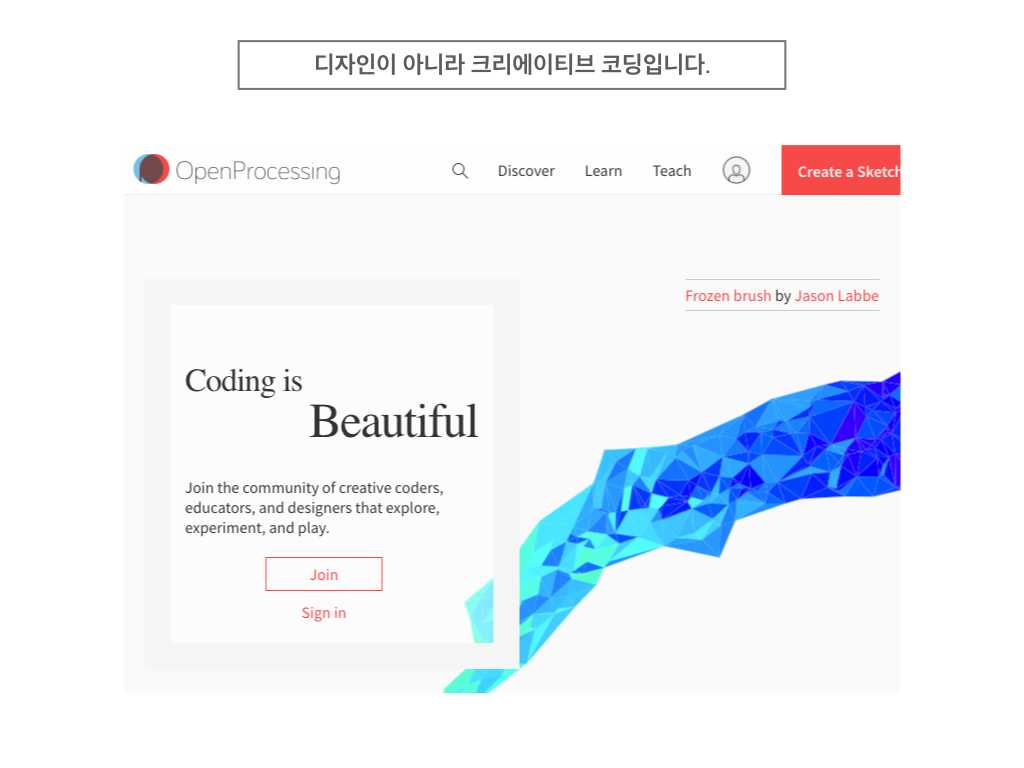 디자인이 아니라 크리에이티브 코딩입니다.
OpenProcessing Discover Learn Teach Create a Sketch
Frozen brush by Jason Labbe
Coding is
Beautiful
Join the community of creative coders,
educators, and designers that explore,
experiment, and play.
Join
Sign in